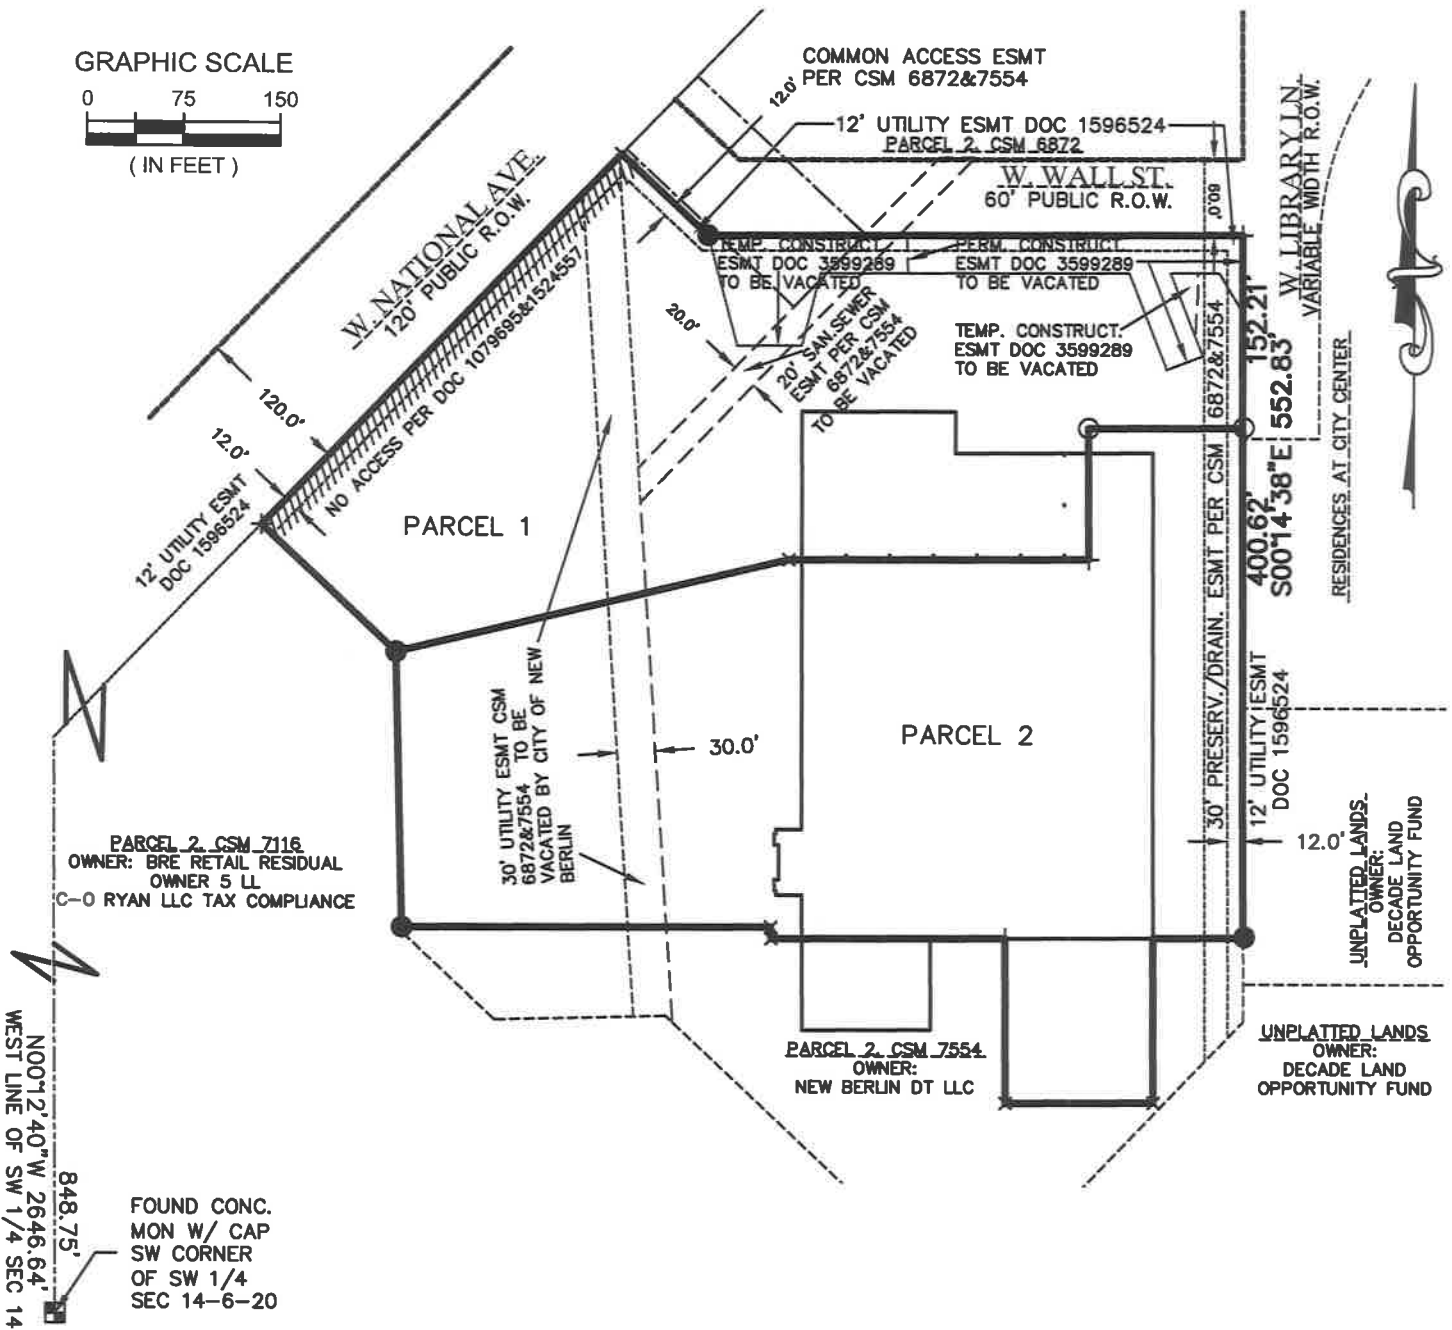 GRAPHIC SCALE
0 75 150
( IN FEET )
COMMON ACCESS ESMT
PER CSM 6872&7554
12.0'
12' UTILITY ESMT DOC 1596524
PARCEL 2, CSM 6872
W. WALL ST.
60' PUBLIC R.O.W.
60.0'
W. LIBRARY LN.
VARIABLE WIDTH R.O.W.
W. NATIONAL AVE.
120' PUBLIC R.O.W.
NO ACCESS PER DOC 1079695&1524557
120.0'
12.0'
12' UTILITY ESMT
DOC 1596524
TEMP. CONSTRUCT.
ESMT DOC 3599289
TO BE VACATED
PERM. CONSTRUCT.
ESMT DOC 3599289
TO BE VACATED
TEMP. CONSTRUCT.
ESMT DOC 3599289
TO BE VACATED
20.0'
20' SAN.SEWER
ESMT PER CSM
6872&7554
TO BE VACATED
30' PRESERV./DRAIN. ESMT PER CSM 6872&7554
152.21'
400.62'
S00°14'38"E 552.83'
RESIDENCES AT CITY CENTER
PARCEL 1
PARCEL 2
30' UTILITY ESMT CSM
6872&7554 TO BE
VACATED BY CITY OF NEW
BERLIN
30.0'
12' UTILITY ESMT
DOC 1596524
12.0'
UNPLATTED LANDS
OWNER:
DECADE LAND
OPPORTUNITY FUND
PARCEL 2, CSM 7116
OWNER: BRE RETAIL RESIDUAL
OWNER 5 LL
C-O RYAN LLC TAX COMPLIANCE
PARCEL 2, CSM 7554
OWNER:
NEW BERLIN DT LLC
UNPLATTED LANDS
OWNER:
DECADE LAND
OPPORTUNITY FUND
848.75'
N00°12'40"W 2646.64'
WEST LINE OF SW 1/4 SEC 14
FOUND CONC.
MON W/ CAP
SW CORNER
OF SW 1/4
SEC 14-6-20